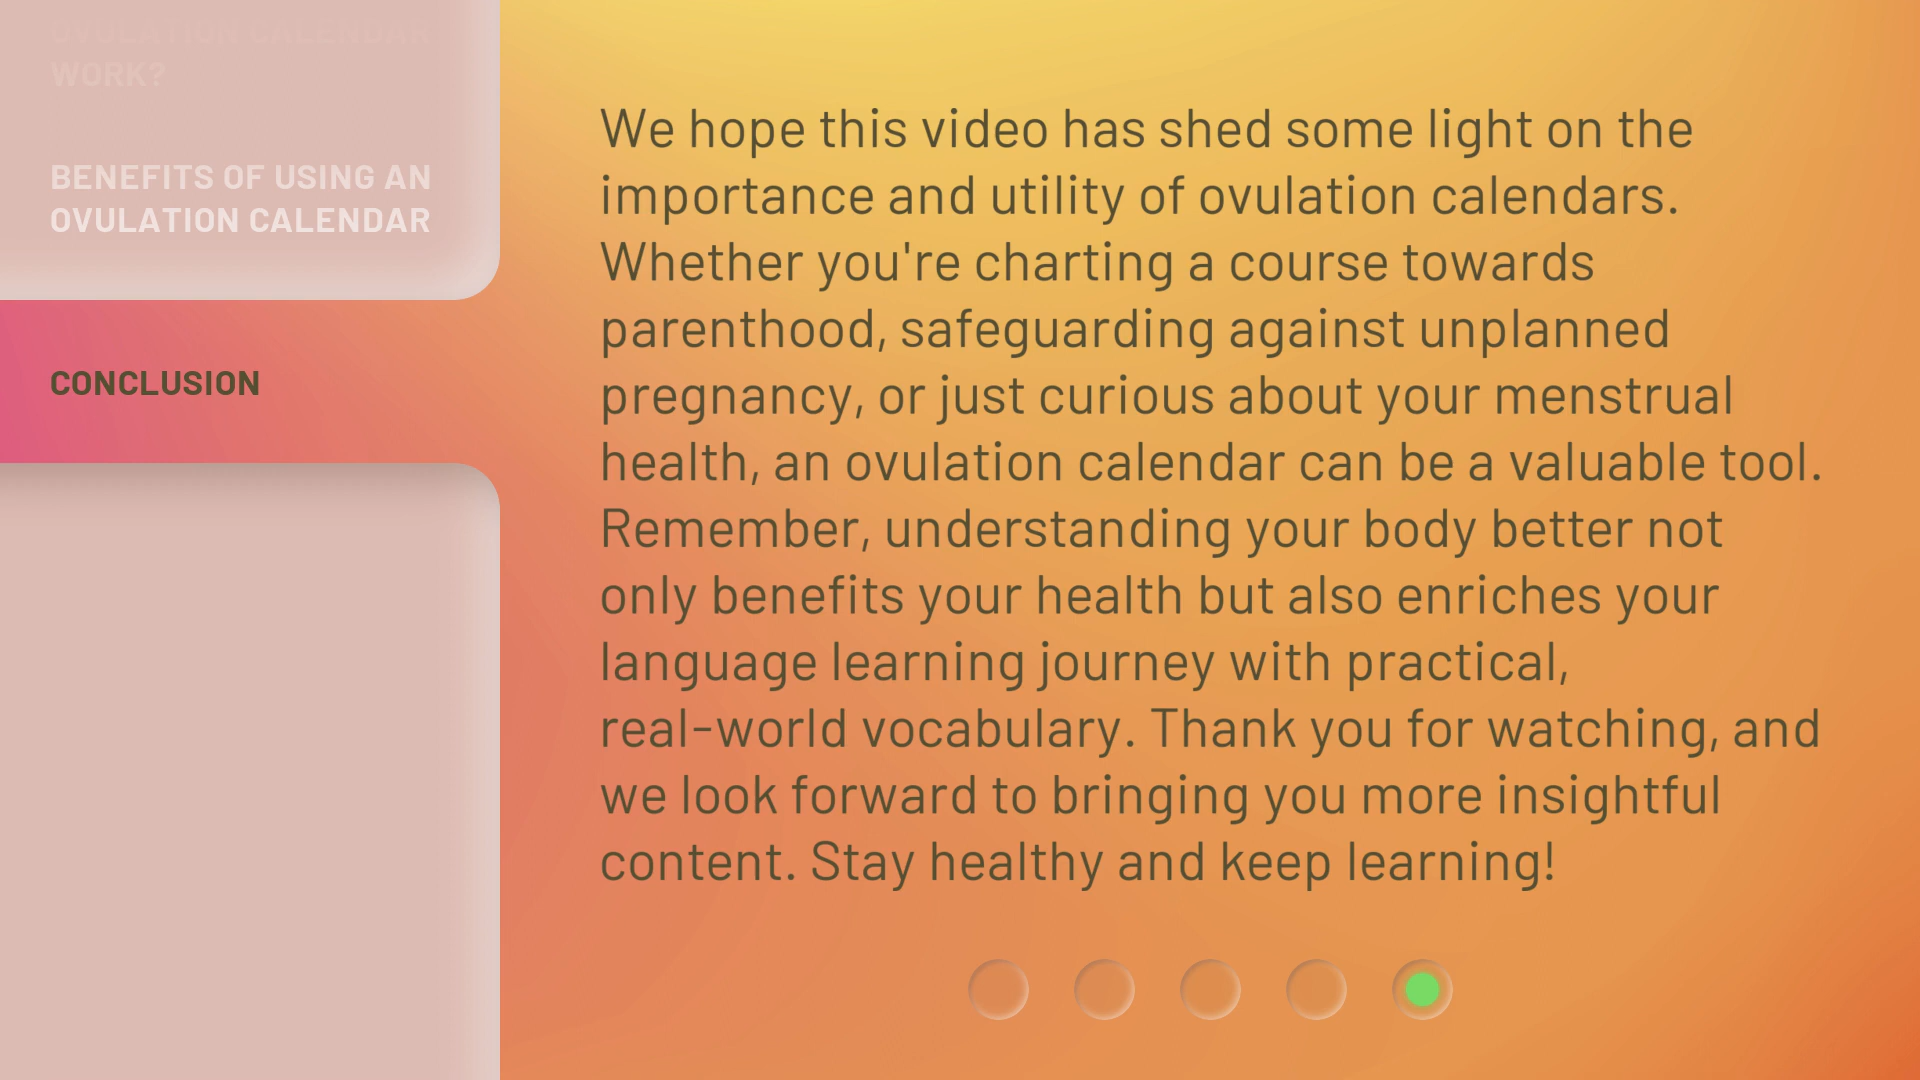 OVULATION CALENDAR
WORK?
BENEFITS OF USING AN
OVULATION CALENDAR
CONCLUSION
We hope this video has shed some light on the
importance and utility of ovulation calendars.
Whether you're charting a course towards
parenthood, safeguarding against unplanned
pregnancy, or just curious about your menstrual
health, an ovulation calendar can be a valuable tool.
Remember, understanding your body better not
only benefits your health but also enriches your
language learning journey with practical,
real-world vocabulary. Thank you for watching, and
we look forward to bringing you more insightful
content. Stay healthy and keep learning!